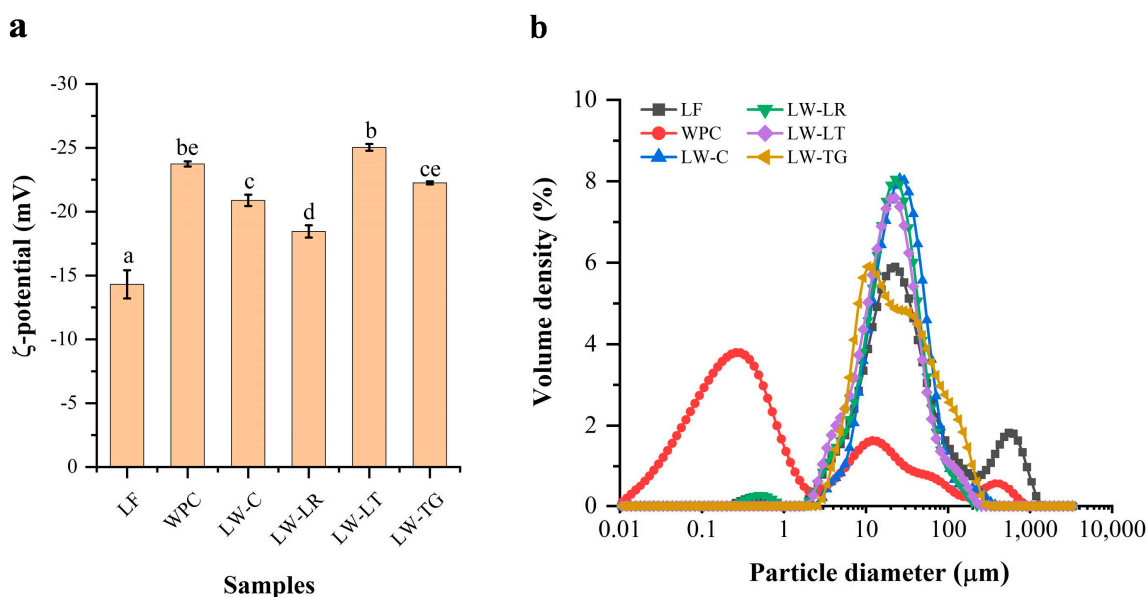 a
-30
-25
-20
-15
-10
-5
0
ζ-potential (mV)
a
be
c
d
b
ce
LF
WPC
LW-C
LW-LR
LW-LT
LW-TG
Samples
b
10
8
6
4
2
0
Volume density (%)
LF
WPC
LW-C
LW-LR
LW-LT
LW-TG
0.01
0.1
1
10
100
1,000
10,000
Particle diameter (μm)